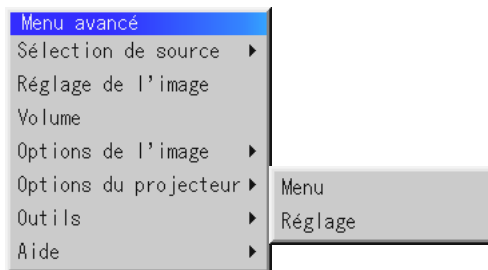 Menu avancé
Sélection de source
Réglage de l'image
Volume
Options de l'image
Options du projecteur
Menu
Outils
Réglage
Aide